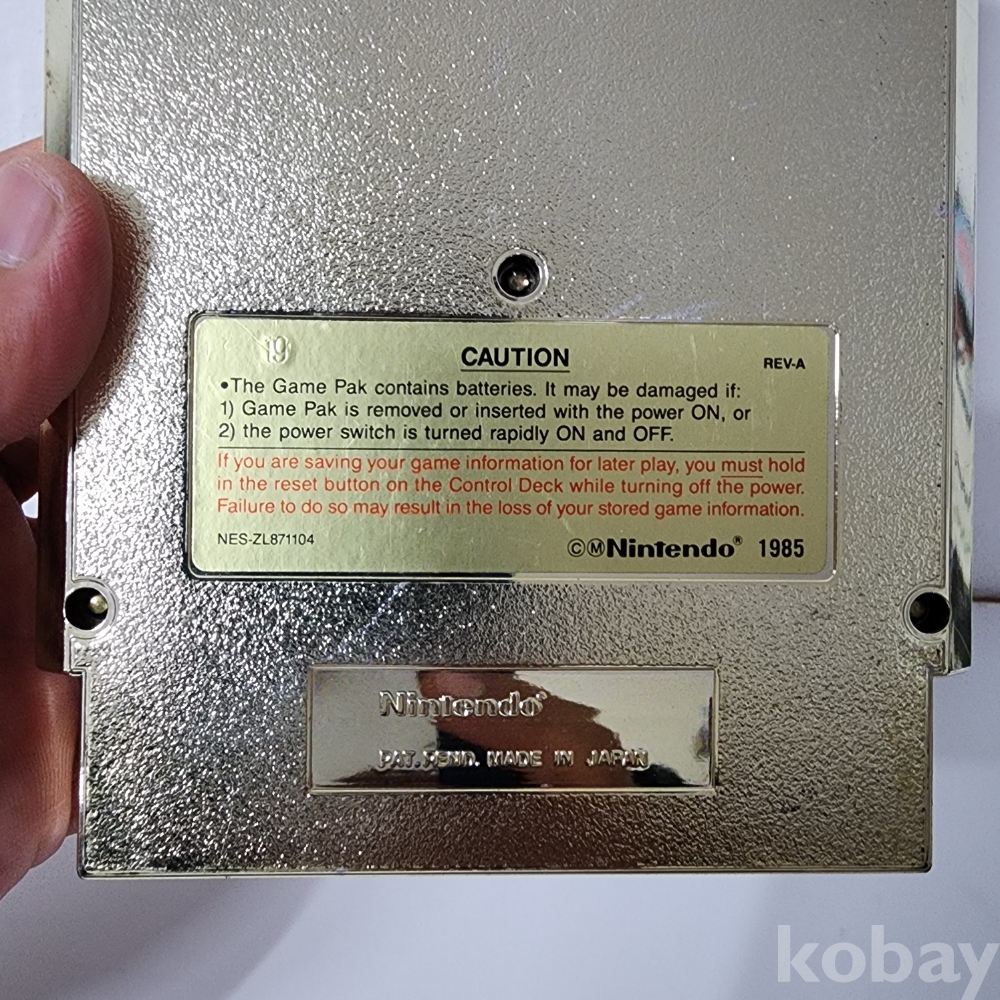 19
CAUTION
REV-A
•The Game Pak contains batteries. It may be damaged if:
1) Game Pak is removed or inserted with the power ON, or
2) the power switch is turned rapidly ON and OFF.
If you are saving your game information for later play, you must hold
in the reset button on the Control Deck while turning off the power.
Failure to do so may result in the loss of your stored game information.
NES-ZL871104
©Ⓜ Nintendo® 1985
Nintendo®
PAT. PEND. MADE IN JAPAN
kobay